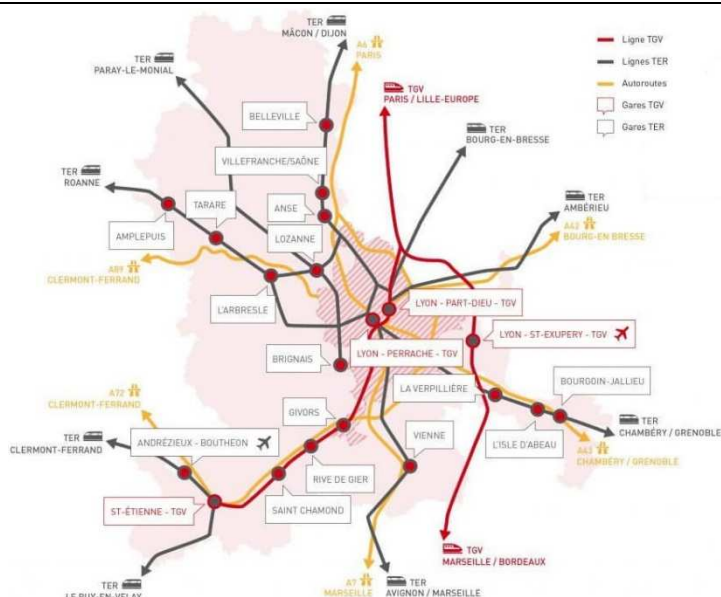 TER
MÂCON / DIJON
A6
PARIS
TER
PARAY-LE-MONIAL
TGV
PARIS / LILLE-EUROPE
Ligne TGV
Lignes TER
Autoroutes
Gares TGV
Gares TER
BELLEVILLE
TER
BOURG-EN-BRESSE
VILLEFRANCHE/SAÔNE
TER
ROANNE
TARARE
ANSE
TER
AMBÉRIEU
AMPLEPUIS
LOZANNE
A42
BOURG-EN BRESSE
A89
CLERMONT-FERRAND
L'ARBRESLE
LYON - PART-DIEU - TGV
LYON - ST-EXUPERY - TGV
BRIGNAIS
LYON - PERRACHE - TGV
LA VERPILLIÈRE
BOURGOIN-JALLIEU
A72
CLERMONT-FERRAND
GIVORS
TER
CHAMBÉRY / GRENOBLE
TER
CLERMONT-FERRAND
ANDRÉZIEUX - BOUTHEON
VIENNE
L'ISLE D'ABEAU
A43
CHAMBÉRY / GRENOBLE
RIVE DE GIER
SAINT CHAMOND
ST-ÉTIENNE - TGV
TGV
MARSEILLE / BORDEAUX
TER
LE PUY-EN-VELAY
A7
MARSEILLE
TER
AVIGNON / MARSEILLE